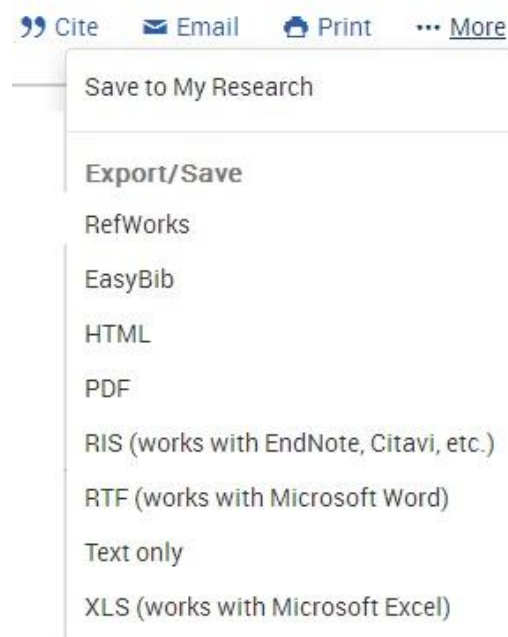 Cite Email Print ... More
Save to My Research
Export/Save
RefWorks
EasyBib
HTML
PDF
RIS (works with EndNote, Citavi, etc.)
RTF (works with Microsoft Word)
Text only
XLS (works with Microsoft Excel)